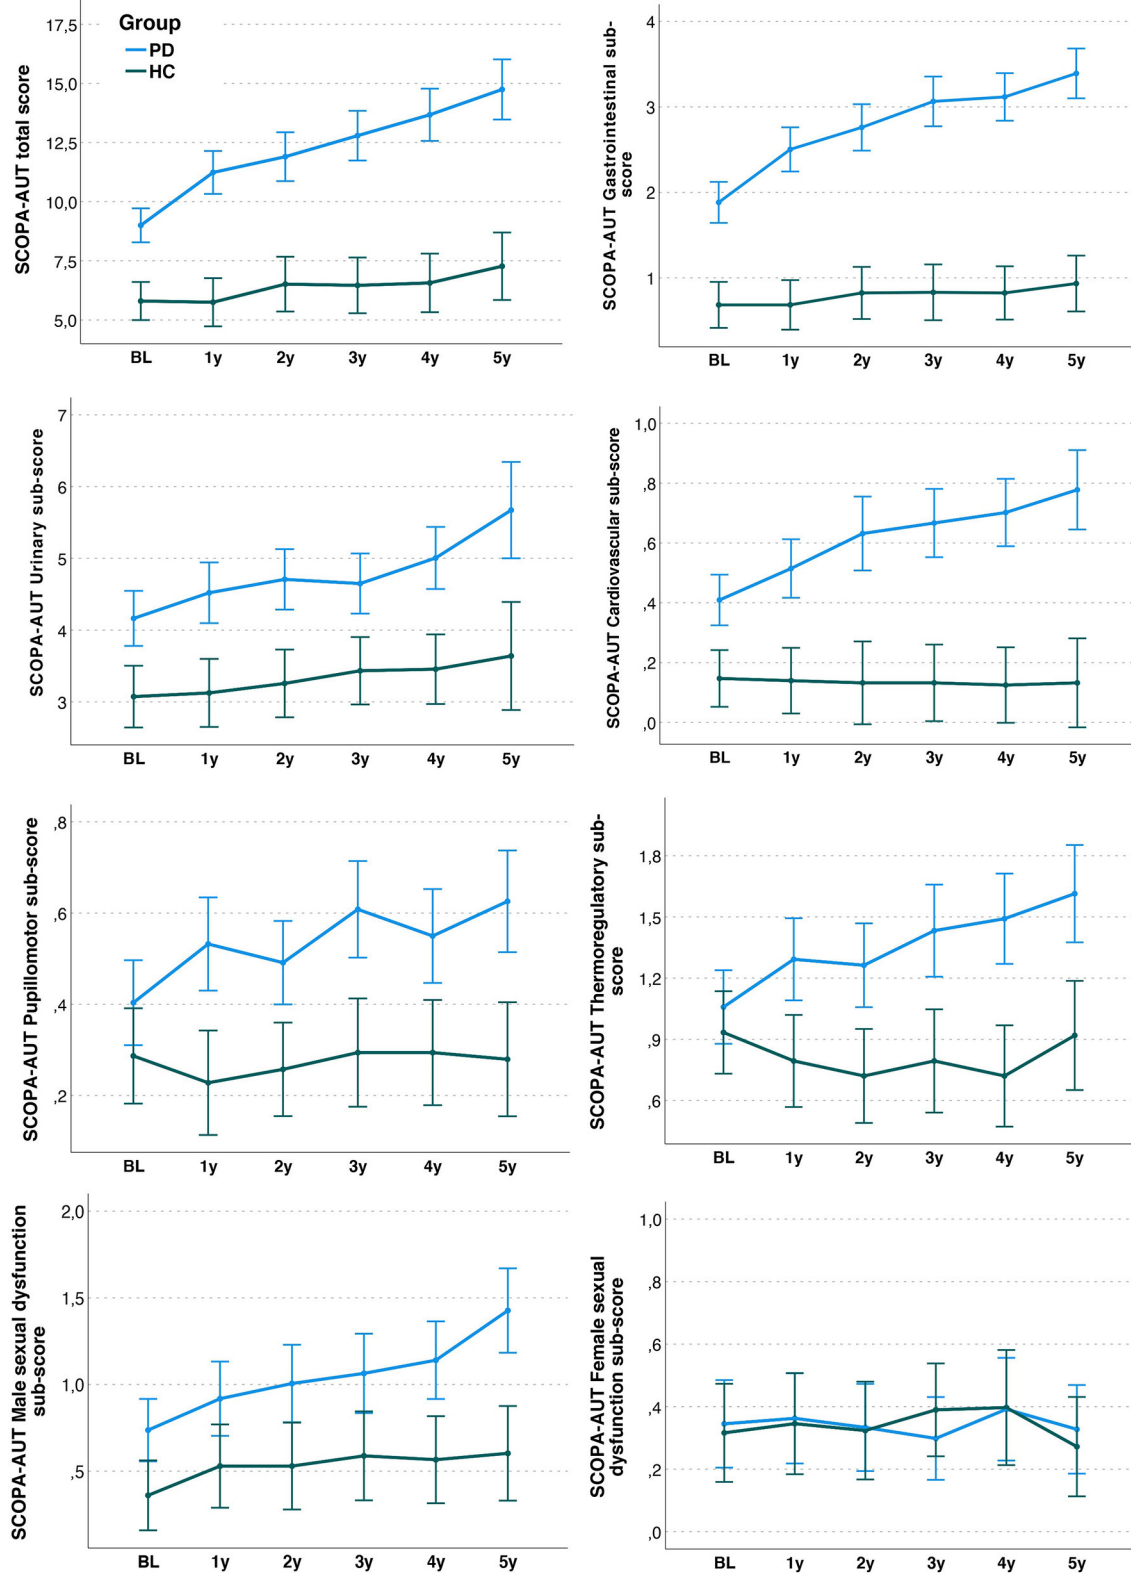 Group
PD
HC
SCOPA-AUT total score
17,5
15,0
12,5
10,0
7,5
5,0
BL 1y 2y 3y 4y 5y
SCOPA-AUT Gastrointestinal sub-
score
4
3
2
1
BL 1y 2y 3y 4y 5y
SCOPA-AUT Urinary sub-score
7
6
5
4
3
BL 1y 2y 3y 4y 5y
SCOPA-AUT Cardiovascular sub-score
1,0
,8
,6
,4
,2
,0
BL 1y 2y 3y 4y 5y
SCOPA-AUT Pupillomotor sub-score
,8
,6
,4
,2
BL 1y 2y 3y 4y 5y
SCOPA-AUT Thermoregulatory sub-
score
1,8
1,5
1,2
,9
,6
BL 1y 2y 3y 4y 5y
SCOPA-AUT Male sexual dysfunction
sub-score
2,0
1,5
1,0
,5
BL 1y 2y 3y 4y 5y
SCOPA-AUT Female sexual
dysfunction sub-score
1,0
,8
,6
,4
,2
,0
BL 1y 2y 3y 4y 5y